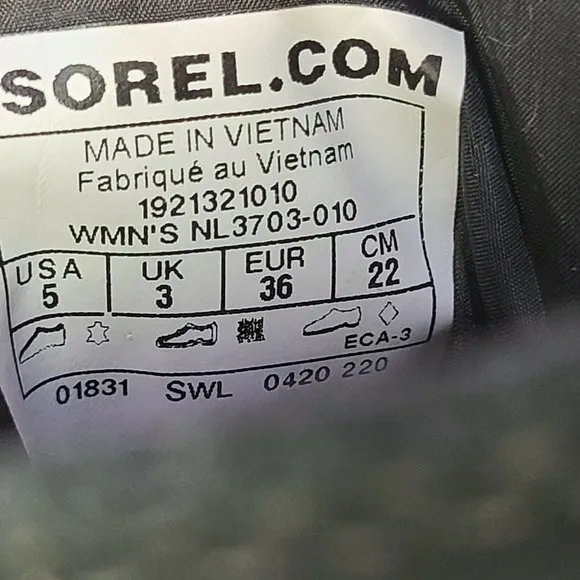 SOREL.COM
MADE IN VIETNAM
Fabriqué au Vietnam
1921321010
WMN'S NL3703-010
USA UK EUR CM
5 3 36 22
ECA-3
01831 SWL 0420 220